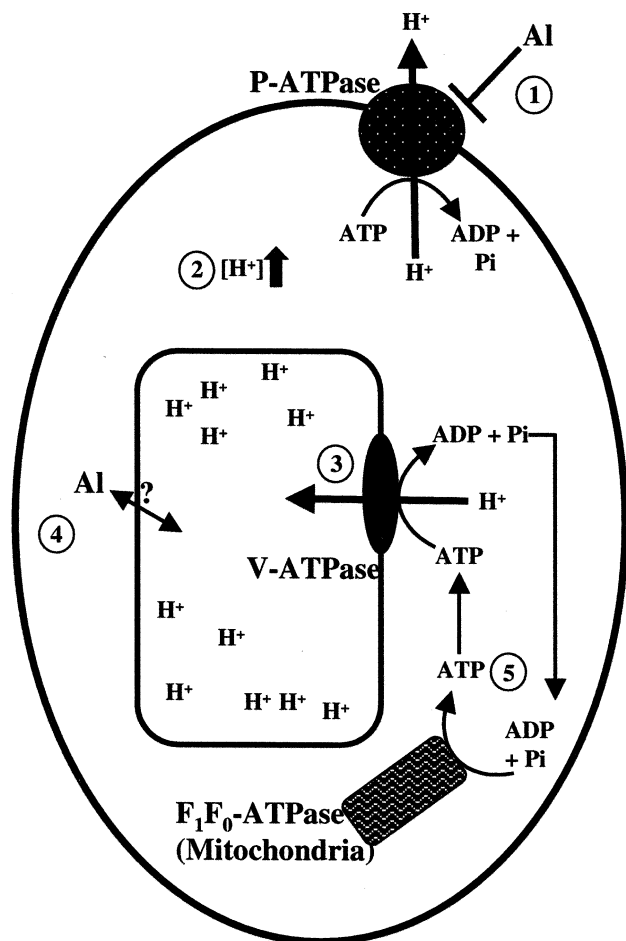 H⁺
Al
P-ATPase
①
ATP
ADP +
Pi
H⁺
② [H⁺]
H⁺
H⁺
H⁺
H⁺
H⁺
ADP + Pi
③
H⁺
Al
?
④
V-ATPase
ATP
H⁺
H⁺
ATP ⑤
H⁺
H⁺ H⁺
H⁺
ADP
+ Pi
F₁F₀-ATPase
(Mitochondria)